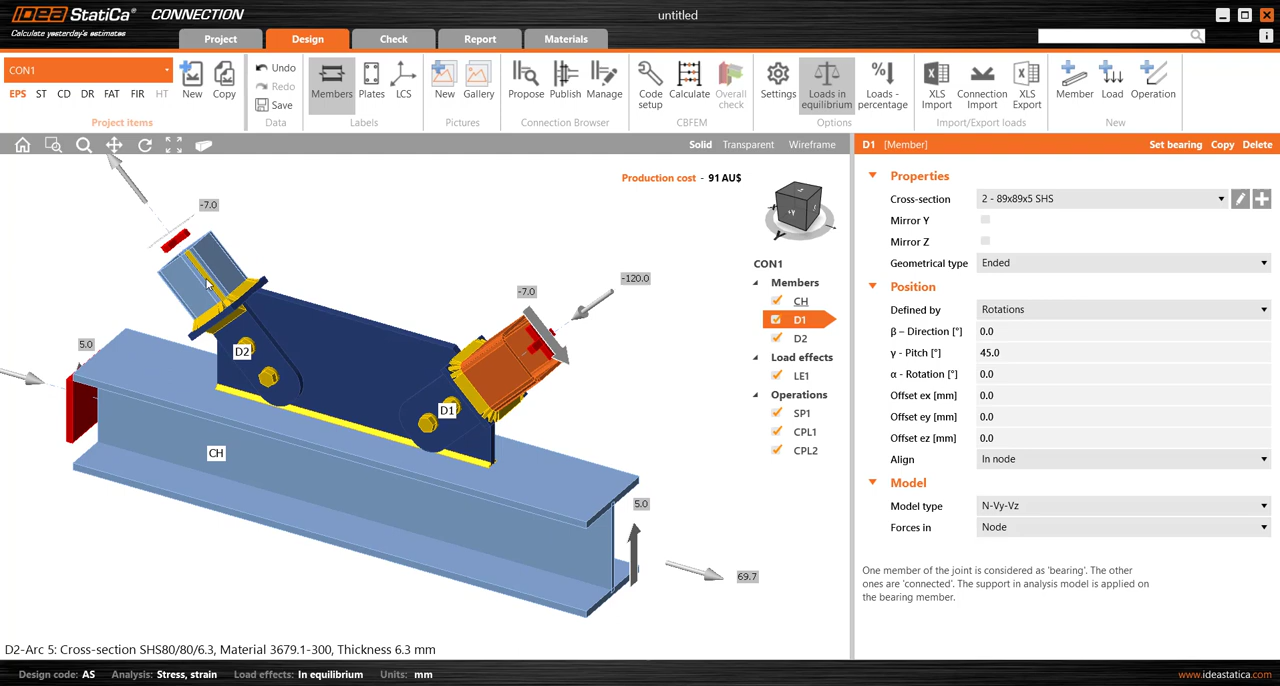 IDEA StatiCa® CONNECTION
Calculate yesterday's estimates
untitled
Project Design Check Report Materials
CON1
EPS ST CD DR FAT FIR HT
New Copy
Project items
Undo
Redo
Save
Data
Members Plates LCS
Labels
New Gallery
Pictures
Propose Publish Manage
Connection Browser
Code setup Calculate Overall check
CBFEM
Settings Loads in equilibrium Loads - percentage
Options
XLS Import Connection Import XLS Export
Import/Export loads
Member Load Operation
New
Solid Transparent Wireframe
Production cost - 91 AU$
-7.0
-120.0
-7.0
5.0
D2
D1
CH
5.0
69.7
+Y
Y
CON1
Members
CH
D1
D2
Load effects
LE1
Operations
SP1
CPL1
CPL2
D2-Arc 5: Cross-section SHS80/80/6.3, Material 3679.1-300, Thickness 6.3 mm
D1 [Member] Set bearing Copy Delete
Properties
Cross-section 2 - 89x89x5 SHS
Mirror Y
Mirror Z
Geometrical type Ended
Position
Defined by Rotations
β – Direction [°] 0.0
γ - Pitch [°] 45.0
α - Rotation [°] 0.0
Offset ex [mm] 0.0
Offset ey [mm] 0.0
Offset ez [mm] 0.0
Align In node
Model
Model type N-Vy-Vz
Forces in Node
One member of the joint is considered as 'bearing'. The other
ones are 'connected'. The support in analysis model is applied on
the bearing member.
Design code: AS Analysis: Stress, strain Load effects: In equilibrium Units: mm
www.ideastatica.com